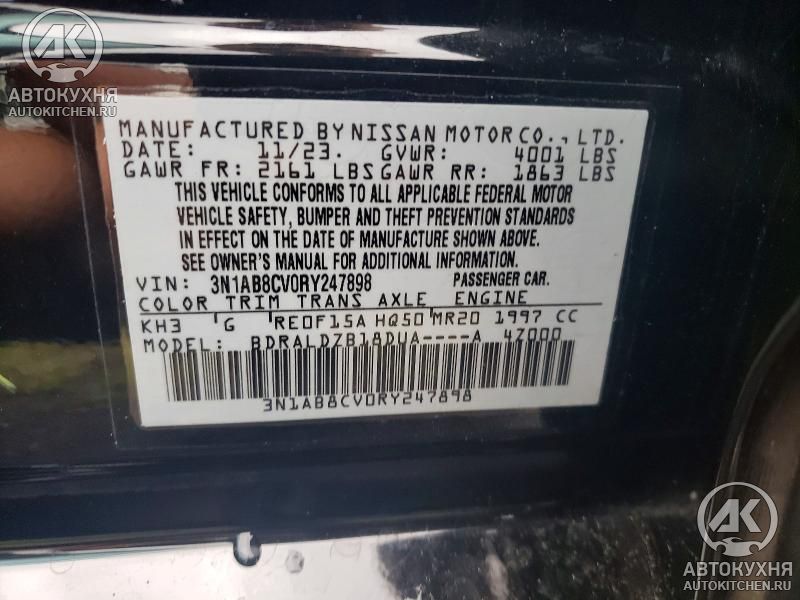 AK
АВТОКУХНЯ
AUTOKITCHEN.RU
MANUFACTURED BY NISSAN MOTOR CO., LTD.
DATE: 11/23. GVWR: 4001 LBS
GAWR FR: 2161 LBS GAWR RR: 1863 LBS
THIS VEHICLE CONFORMS TO ALL APPLICABLE FEDERAL MOTOR
VEHICLE SAFETY, BUMPER AND THEFT PREVENTION STANDARDS
IN EFFECT ON THE DATE OF MANUFACTURE SHOWN ABOVE.
SEE OWNER'S MANUAL FOR ADDITIONAL INFORMATION.
VIN: 3N1AB8CV0RY247898 PASSENGER CAR.
COLOR TRIM TRANS AXLE ENGINE
KH3 G RE0F15A HQ50 MR20 1997 CC
MODEL: BDRALDZB18DUA----A 4Z000
3N1AB8CV0RY247898
AK
АВТОКУХНЯ
AUTOKITCHEN.RU